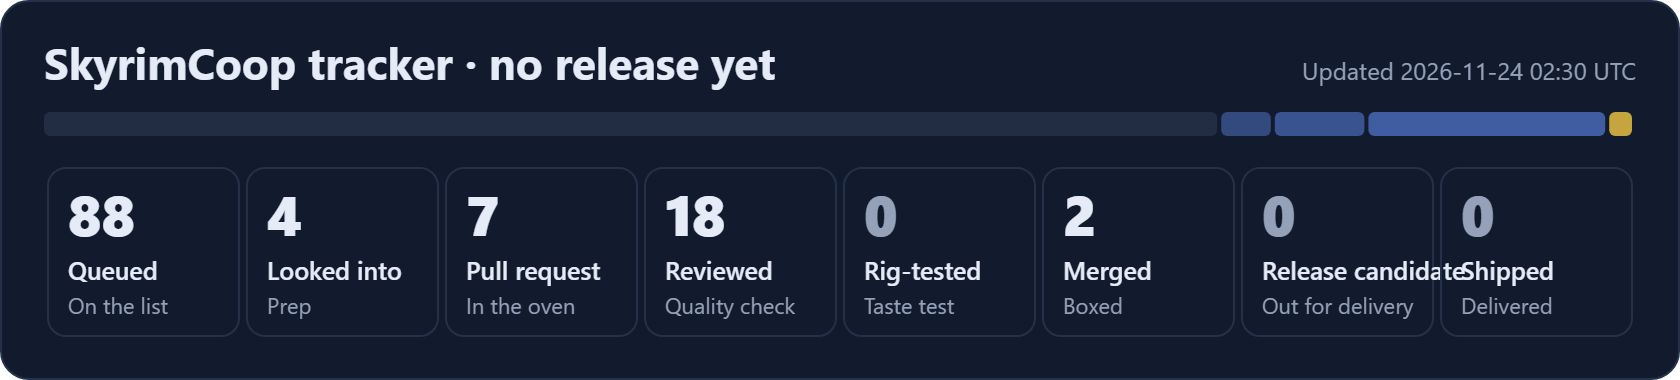 SkyrimCoop tracker · no release yet
Updated 2026-11-24 02:30 UTC
88
Queued
On the list
4
Looked into
Prep
7
Pull request
In the oven
18
Reviewed
Quality check
0
Rig-tested
Taste test
2
Merged
Boxed
0
Release candidate
Out for delivery
0
Shipped
Delivered